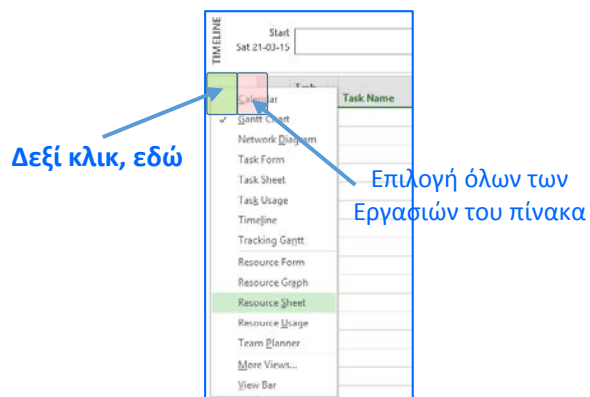 TIMELINE
Start
Sat 21-03-15
Task
Task Name
Calendar
Gantt Chart
Network Diagram
Task Form
Task Sheet
Task Usage
Timeline
Tracking Gantt
Resource Form
Resource Graph
Resource Sheet
Resource Usage
Team Planner
More Views...
View Bar
Δεξί κλικ, εδώ
Επιλογή όλων των
Εργασιών του πίνακα